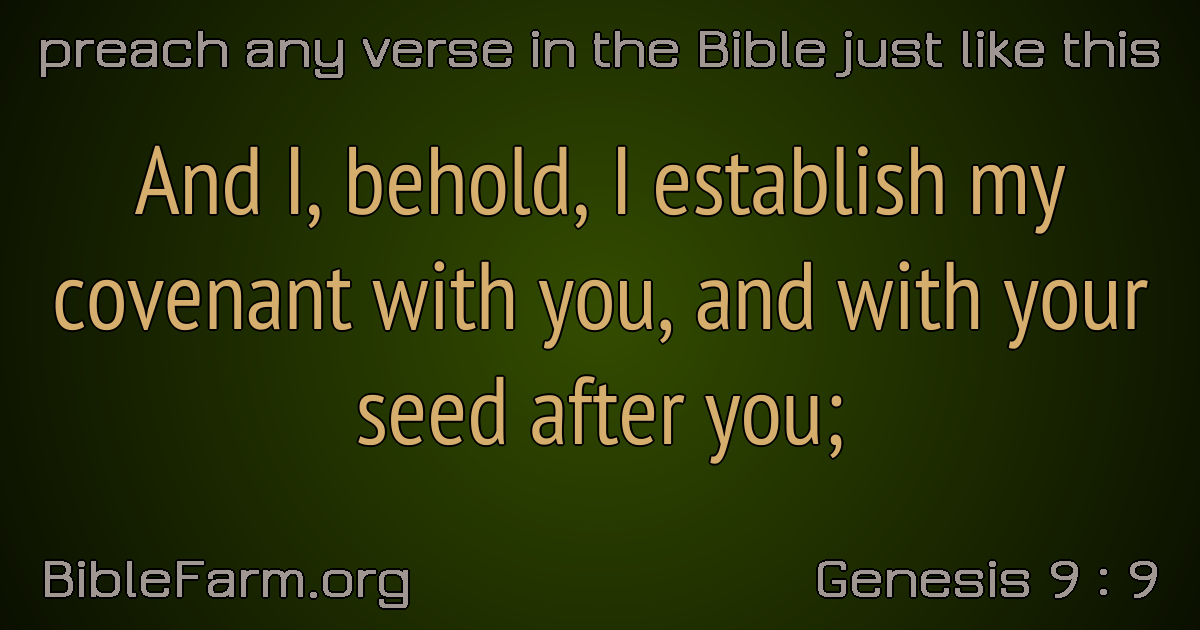 preach any verse in the Bible just like this
And I, behold, I establish my
covenant with you, and with your
seed after you;
BibleFarm.org
Genesis 9 : 9